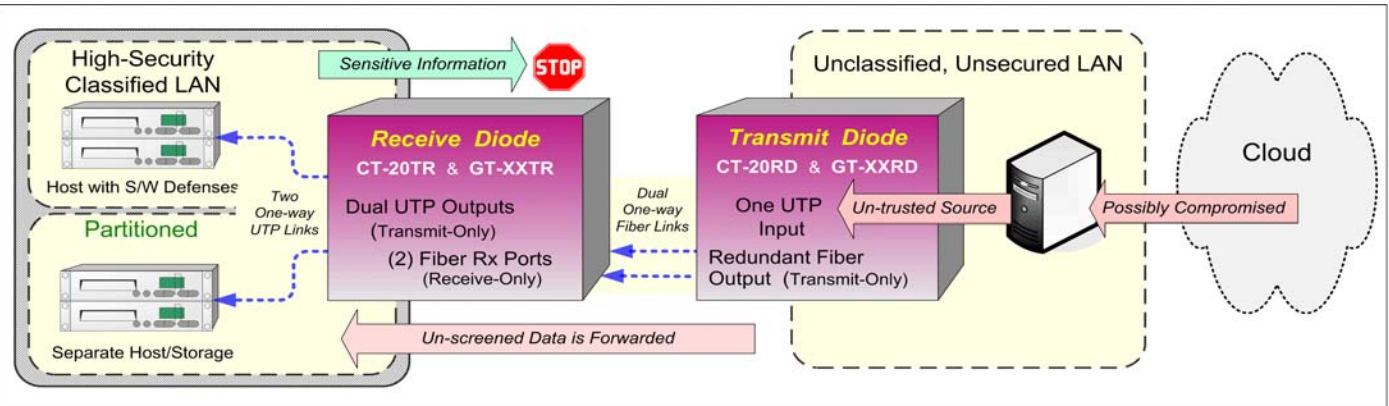 High-Security
Classified LAN
Host with S/W Defenses
Partitioned
Separate Host/Storage
Sensitive Information
STOP
Two
One-way
UTP Links
Receive Diode
CT-20TR & GT-XXTR
Dual UTP Outputs
(Transmit-Only)
(2) Fiber Rx Ports
(Receive-Only)
Dual
One-way
Fiber Links
Un-screened Data is Forwarded
Unclassified, Unsecured LAN
Transmit Diode
CT-20RD & GT-XXRD
One UTP
Input
Redundant Fiber
Output (Transmit-Only)
Un-trusted Source
Possibly Compromised
Cloud